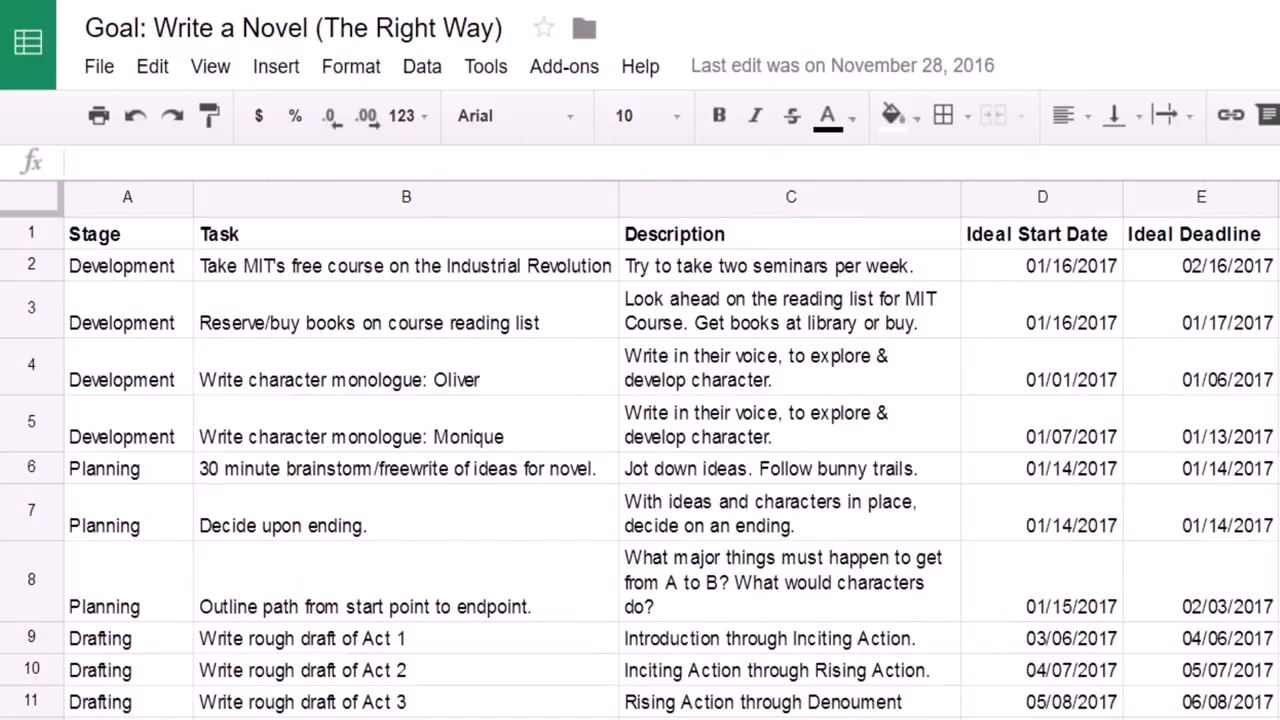 Goal: Write a Novel (The Right Way)
File Edit View Insert Format Data Tools Add-ons Help Last edit was on November 28, 2016
$ % .0 .00 123 Arial 10 B I S A
fx
A B C D E
1 Stage Task Description Ideal Start Date Ideal Deadline
2 Development Take MIT's free course on the Industrial Revolution Try to take two seminars per week. 01/16/2017 02/16/2017
Look ahead on the reading list for MIT
3 Development Reserve/buy books on course reading list Course. Get books at library or buy. 01/16/2017 01/17/2017
Write in their voice, to explore &
4 Development Write character monologue: Oliver develop character. 01/01/2017 01/06/2017
Write in their voice, to explore &
5 Development Write character monologue: Monique develop character. 01/07/2017 01/13/2017
6 Planning 30 minute brainstorm/freewrite of ideas for novel. Jot down ideas. Follow bunny trails. 01/14/2017 01/14/2017
With ideas and characters in place,
7 Planning Decide upon ending. decide on an ending. 01/14/2017 01/14/2017
What major things must happen to get
from A to B? What would characters
8 Planning Outline path from start point to endpoint. do? 01/15/2017 02/03/2017
9 Drafting Write rough draft of Act 1 Introduction through Inciting Action. 03/06/2017 04/06/2017
10 Drafting Write rough draft of Act 2 Inciting Action through Rising Action. 04/07/2017 05/07/2017
11 Drafting Write rough draft of Act 3 Rising Action through Denoument 05/08/2017 06/08/2017